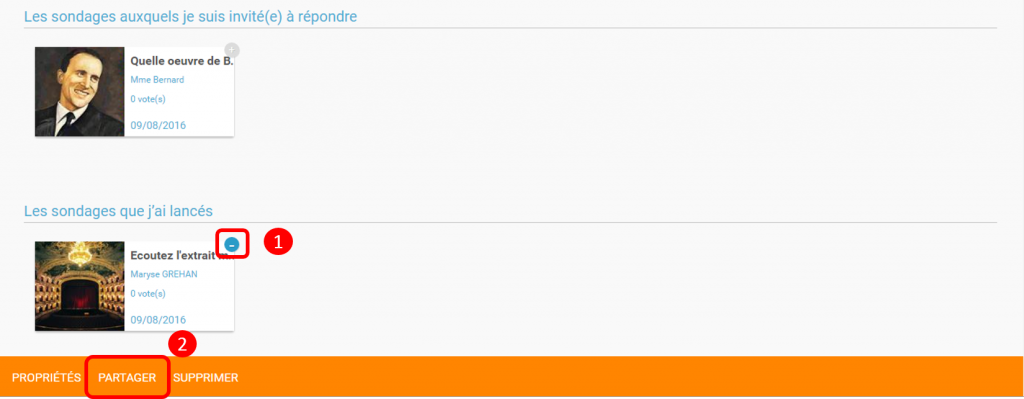 Les sondages auxquels je suis invité(e) à répondre
Quelle oeuvre de B.
Mme Bernard
0 vote(s)
09/08/2016
Les sondages que j'ai lancés
1
Ecoutez l'extrait
Maryse GREHAN
0 vote(s)
09/08/2016
2
PROPRIÉTÉS PARTAGER SUPPRIMER